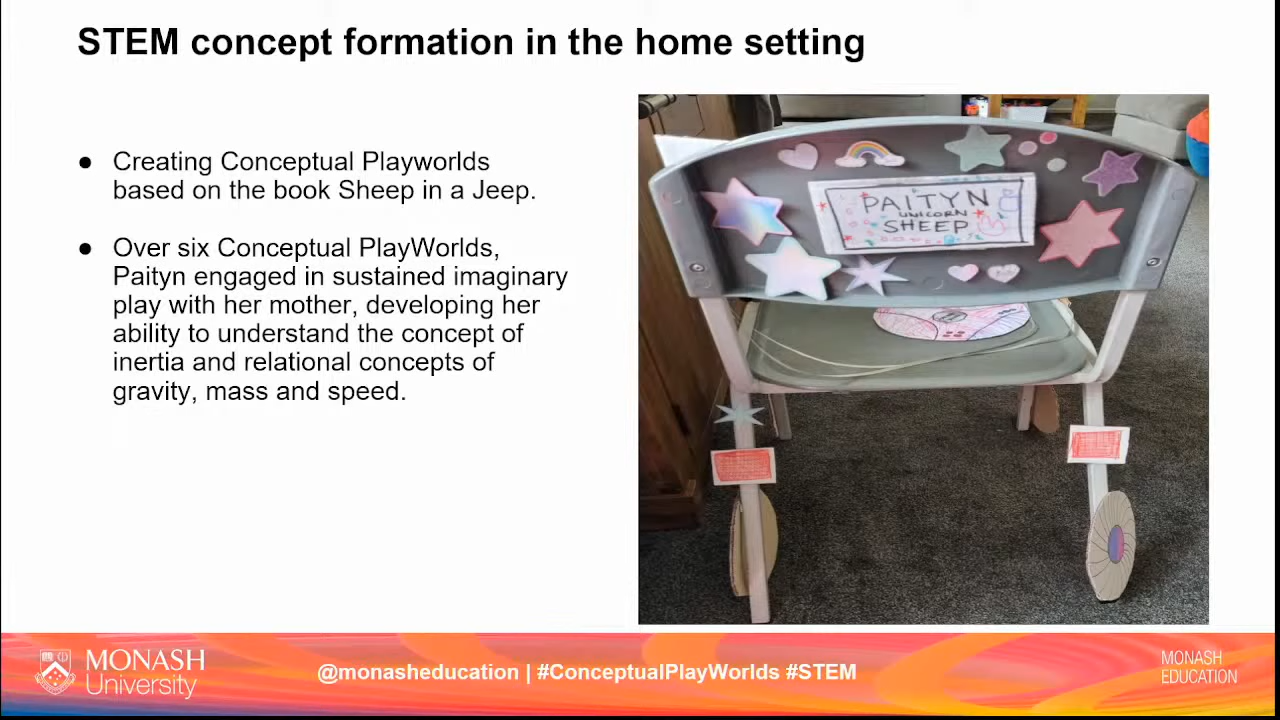 STEM concept formation in the home setting
● Creating Conceptual Playworlds
based on the book Sheep in a Jeep.
● Over six Conceptual PlayWorlds,
Paityn engaged in sustained imaginary
play with her mother, developing her
ability to understand the concept of
inertia and relational concepts of
gravity, mass and speed.
PAITYN
UNICORN
SHEEP
MONASH
University
@monasheducation | #ConceptualPlayWorlds #STEM
MONASH
EDUCATION